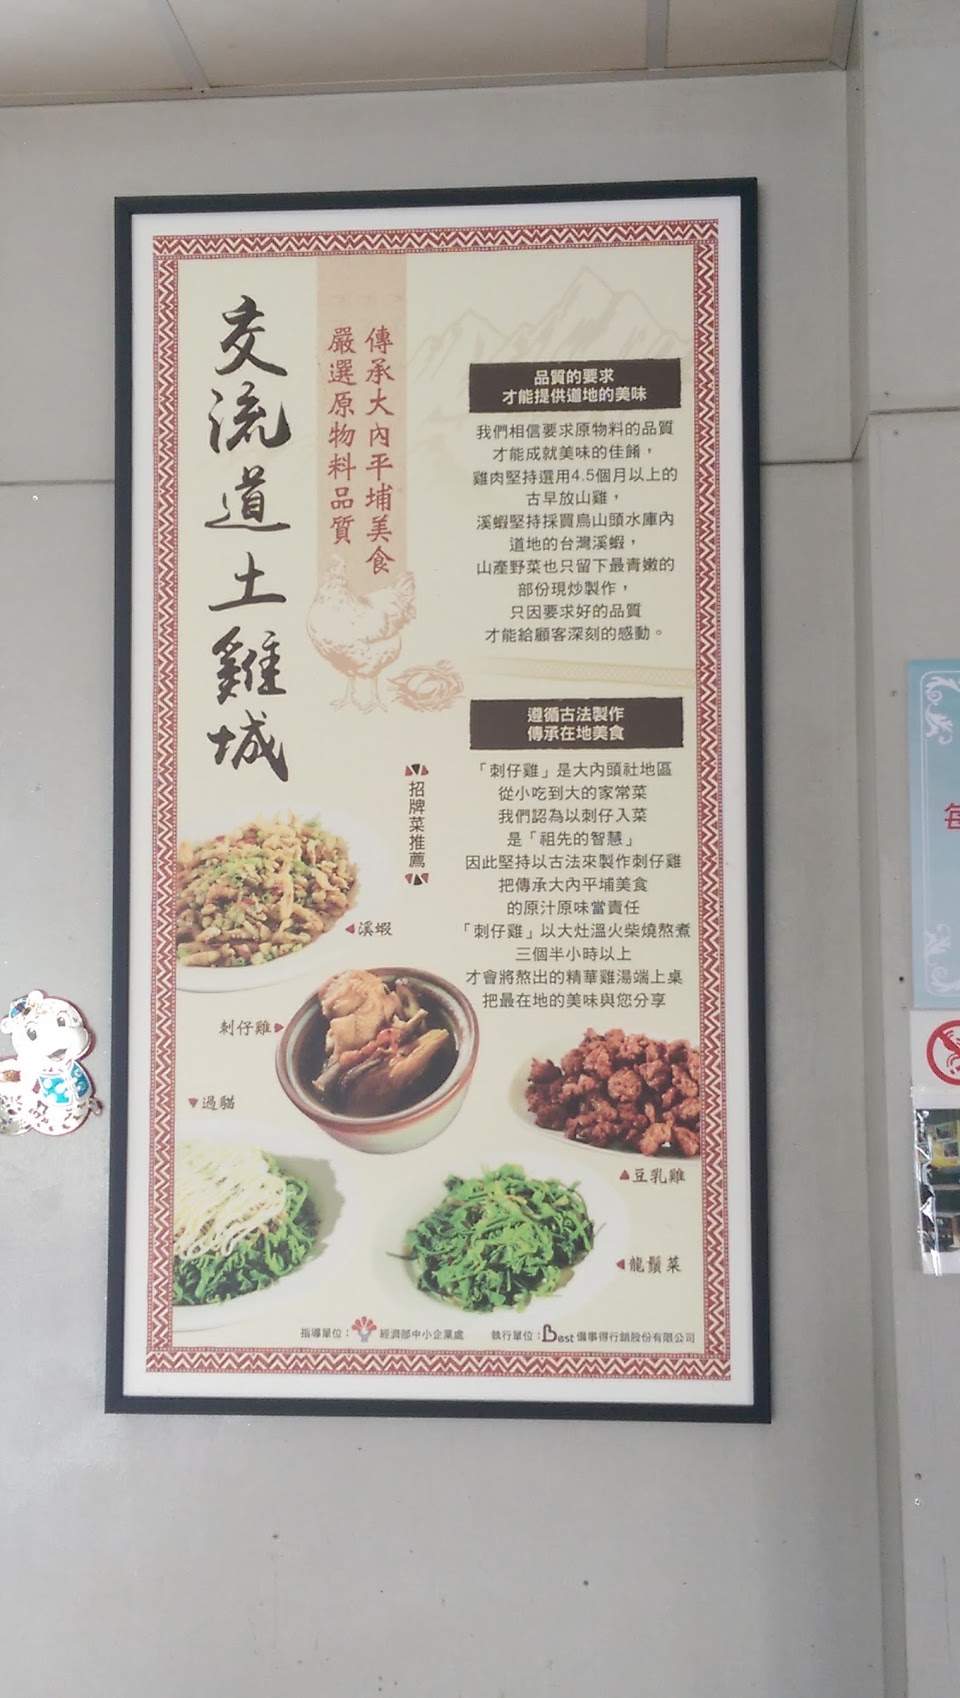 交流道土雞城
傳承大內平埔美食
嚴選原物料品質
品質的要求
才能提供道地的美味
我們相信要求原物料的品質
才能成就美味的佳餚，
雞肉堅持選用4.5個月以上的
古早放山雞，
溪蝦堅持採買烏山頭水庫內
道地的台灣溪蝦，
山產野菜也只留下最青嫩的
部份現炒製作，
只因要求好的品質
才能給顧客深刻的感動。
遵循古法製作
傳承在地美食
「刺仔雞」是大內頭社地區
從小吃到大的家常菜
我們認為以刺仔入菜
是「祖先的智慧」
因此堅持以古法來製作刺仔雞
把傳承大內平埔美食
的原汁原味當責任
「刺仔雞」以大灶溫火柴燒熬煮
三個半小時以上
才會將熬出的精華雞湯端上桌
把最在地的美味與您分享
招牌菜推薦
◀溪蝦
刺仔雞▶
▼過貓
▲豆乳雞
◀龍鬚菜
指導單位：經濟部中小企業處
執行單位：Best 備事得行銷股份有限公司
每